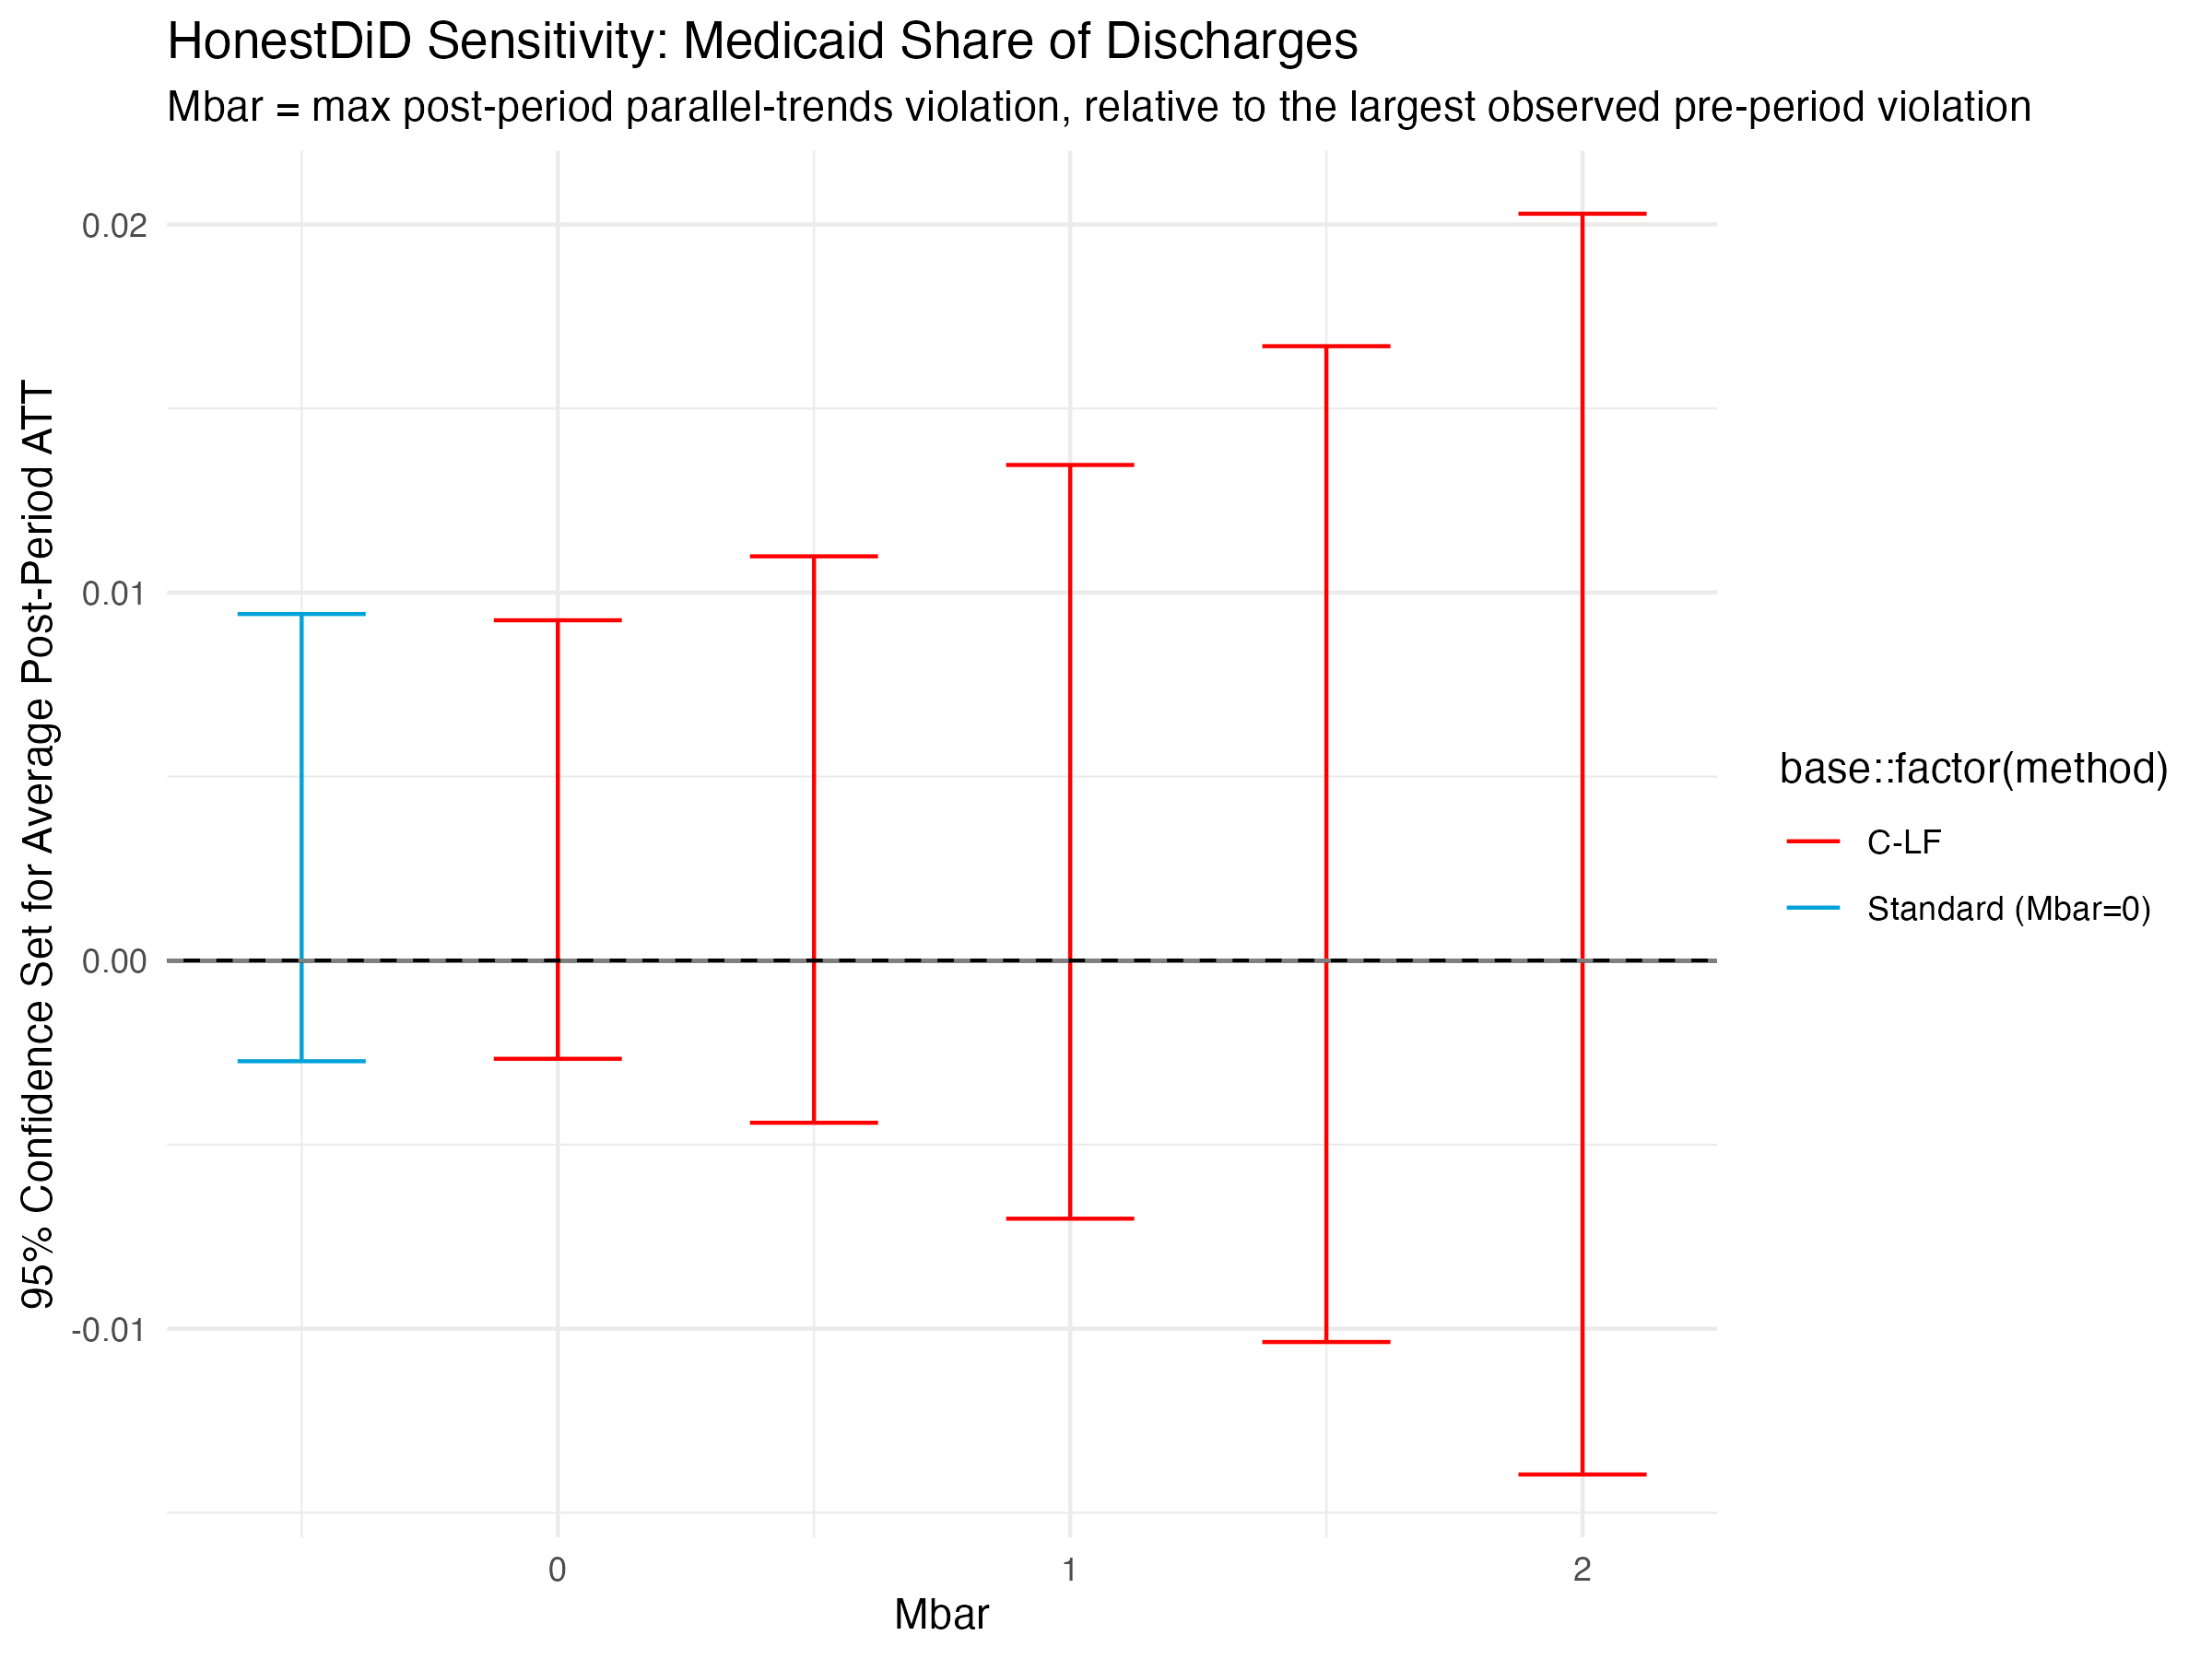 HonestDiD Sensitivity: Medicaid Share of Discharges
Mbar = max post-period parallel-trends violation, relative to the largest observed pre-period violation
95% Confidence Set for Average Post-Period ATT
0.02
0.01
0.00
-0.01
0
1
2
Mbar
base::factor(method)
C-LF
Standard (Mbar=0)